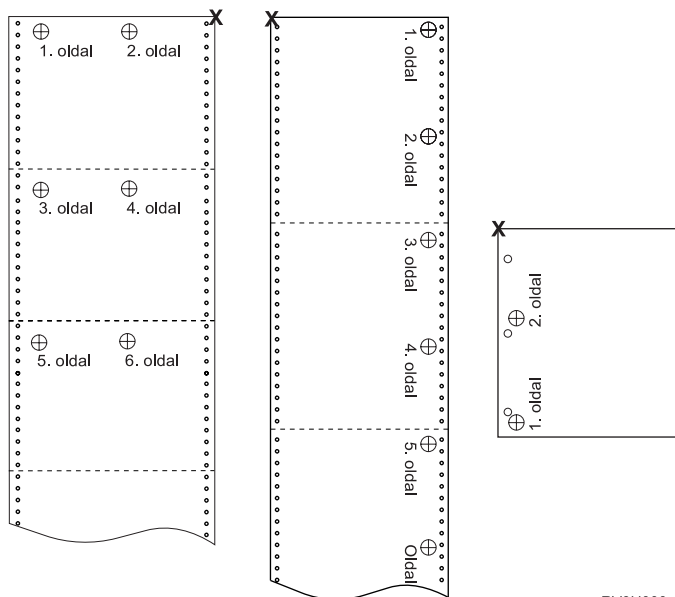 X
1. oldal 2. oldal
3. oldal 4. oldal
5. oldal 6. oldal
X
1. oldal
2. oldal
3. oldal
4. oldal
5. oldal
Oldal
X
2. oldal
1. oldal